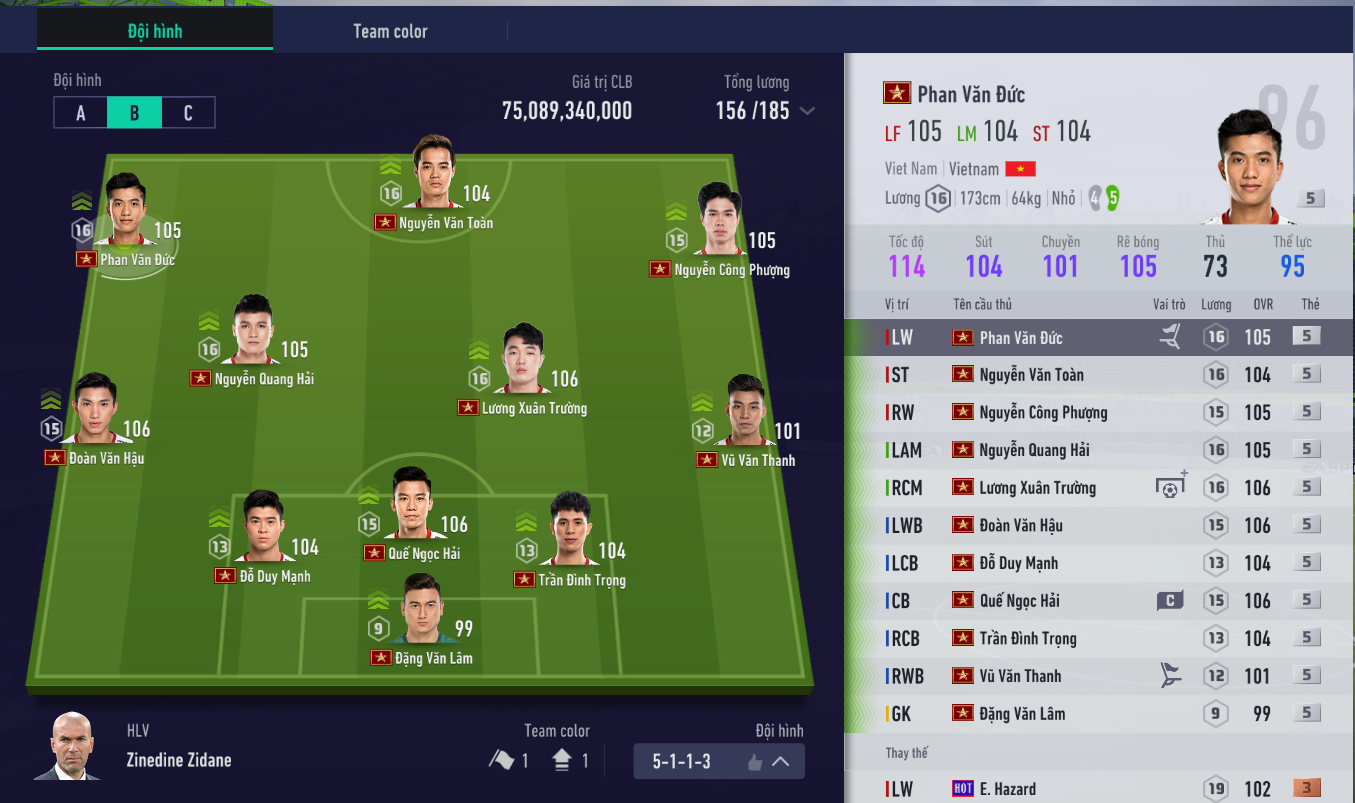 Đội hình
Team color
Đội hình
A B C
Giá trị CLB
75,089,340,000
Tổng lương
156 /185
16 104
Nguyễn Văn Toàn
16 105
Phan Văn Đức
15 105
Nguyễn Công Phượng
16 105
Nguyễn Quang Hải
16 106
Lương Xuân Trường
15 106
Đoàn Văn Hậu
12 101
Vũ Văn Thanh
13 104
Đỗ Duy Mạnh
15 106
Quế Ngọc Hải
13 104
Trần Đình Trọng
9 99
Đặng Văn Lâm
HLV
Zinedine Zidane
Team color
1 1
Đội hình
5-1-1-3
Phan Văn Đức
96
LF 105 LM 104 ST 104
Viet Nam Vietnam
Lương 16 173cm 64kg Nhỏ 4 5
5
Tốc độ Sút Chuyền Rê bóng Thủ Thể lực
114 104 101 105 73 95
Vị trí Tên cầu thủ Vai trò Lương OVR Thẻ
LW Phan Văn Đức 16 105 5
ST Nguyễn Văn Toàn 16 104 5
RW Nguyễn Công Phượng 15 105 5
LAM Nguyễn Quang Hải 16 105 5
RCM Lương Xuân Trường 16 106 5
LWB Đoàn Văn Hậu 15 106 5
LCB Đỗ Duy Mạnh 13 104 5
CB Quế Ngọc Hải C 15 106 5
RCB Trần Đình Trọng 13 104 5
RWB Vũ Văn Thanh 12 101 5
GK Đặng Văn Lâm 9 99 5
Thay thế
LW HOT E. Hazard 19 102 3